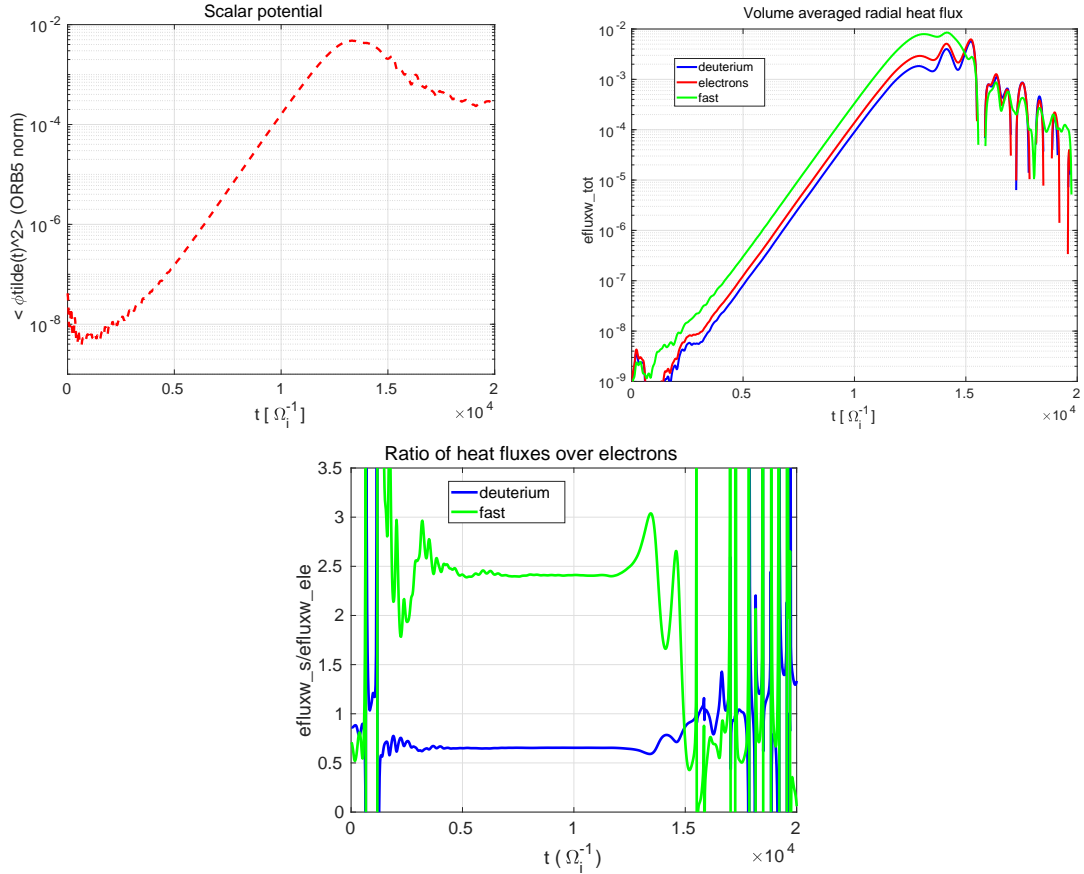 Scalar potential
10^-2
10^-4
10^-6
10^-8
< ϕtilde(t)^2> (ORB5 norm)
0 0.5 1 1.5 2
t [ Ω_i^-1]
×10^4
Volume averaged radial heat flux
10^-2
10^-3
10^-4
10^-5
10^-6
10^-7
10^-8
10^-9
efluxw_tot
deuterium
electrons
fast
0 0.5 1 1.5 2
t [ Ω_i^-1]
×10^4
Ratio of heat fluxes over electrons
3.5
3
2.5
2
1.5
1
0.5
0
efluxw_s/efluxw_ele
deuterium
fast
0 0.5 1 1.5 2
t ( Ω_i^-1)
×10^4